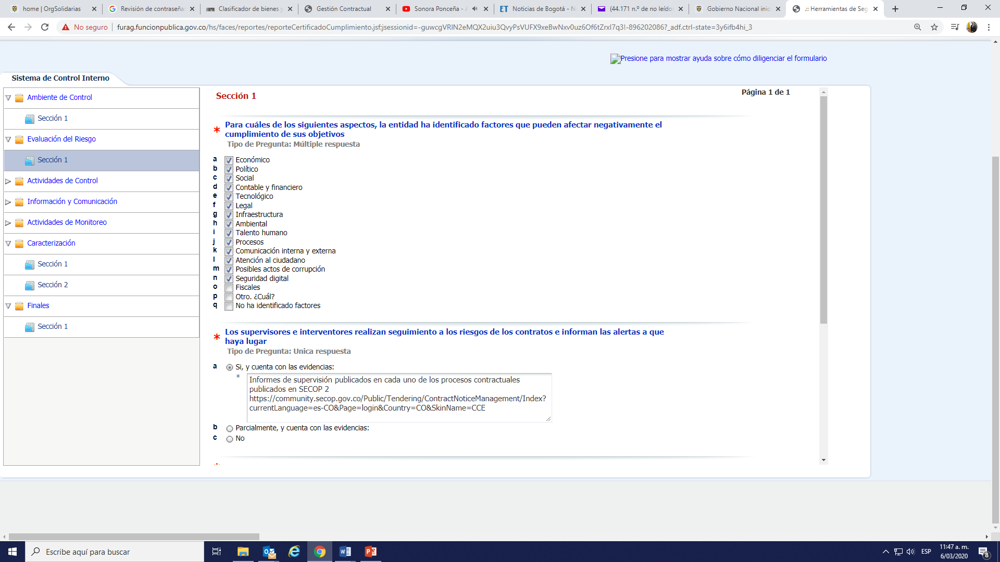 home | OrgSolidarias
Revisión de contraseña
Clasificador de bienes y
Gestión Contractual
Sonora Ponceña - A
Noticias de Bogotá - N
(44.171 n.º de no leído
Gobierno Nacional inic
.:: Herramientas de Seg
No seguro
furag.funcionpublica.gov.co/hs/faces/reportes/reporteCertificadoCumplimiento.jsf;jsessionid=-guwcgVRIN2eMQX2uiu3QvyPsVUFX9xeBwNxv0uz6Of6tZrxI7q3!-896202086?_adf.ctrl-state=3y6ifb4hi_3
Presione para mostrar ayuda sobre cómo diligenciar el formulario
Sistema de Control Interno
Ambiente de Control
Sección 1
Evaluación del Riesgo
Sección 1
Actividades de Control
Información y Comunicación
Actividades de Monitoreo
Caracterización
Sección 1
Sección 2
Finales
Sección 1
Sección 1
Página 1 de 1
* Para cuáles de los siguientes aspectos, la entidad ha identificado factores que pueden afectar negativamente el
cumplimiento de sus objetivos
Tipo de Pregunta: Múltiple respuesta
a Económico
b Político
c Social
d Contable y financiero
e Tecnológico
f Legal
g Infraestructura
h Ambiental
i Talento humano
j Procesos
k Comunicación interna y externa
l Atención al ciudadano
m Posibles actos de corrupción
n Seguridad digital
o Fiscales
p Otro. ¿Cuál?
q No ha identificado factores
* Los supervisores e interventores realizan seguimiento a los riesgos de los contratos e informan las alertas a que
haya lugar
Tipo de Pregunta: Unica respuesta
a Si, y cuenta con las evidencias:
* Informes de supervisión publicados en cada uno de los procesos contractuales
publicados en SECOP 2
https://community.secop.gov.co/Public/Tendering/ContractNoticeManagement/Index?
currentLanguage=es-CO&Page=login&Country=CO&SkinName=CCE
b Parcialmente, y cuenta con las evidencias:
c No
Escribe aquí para buscar
ESP
11:47 a. m.
6/03/2020
8